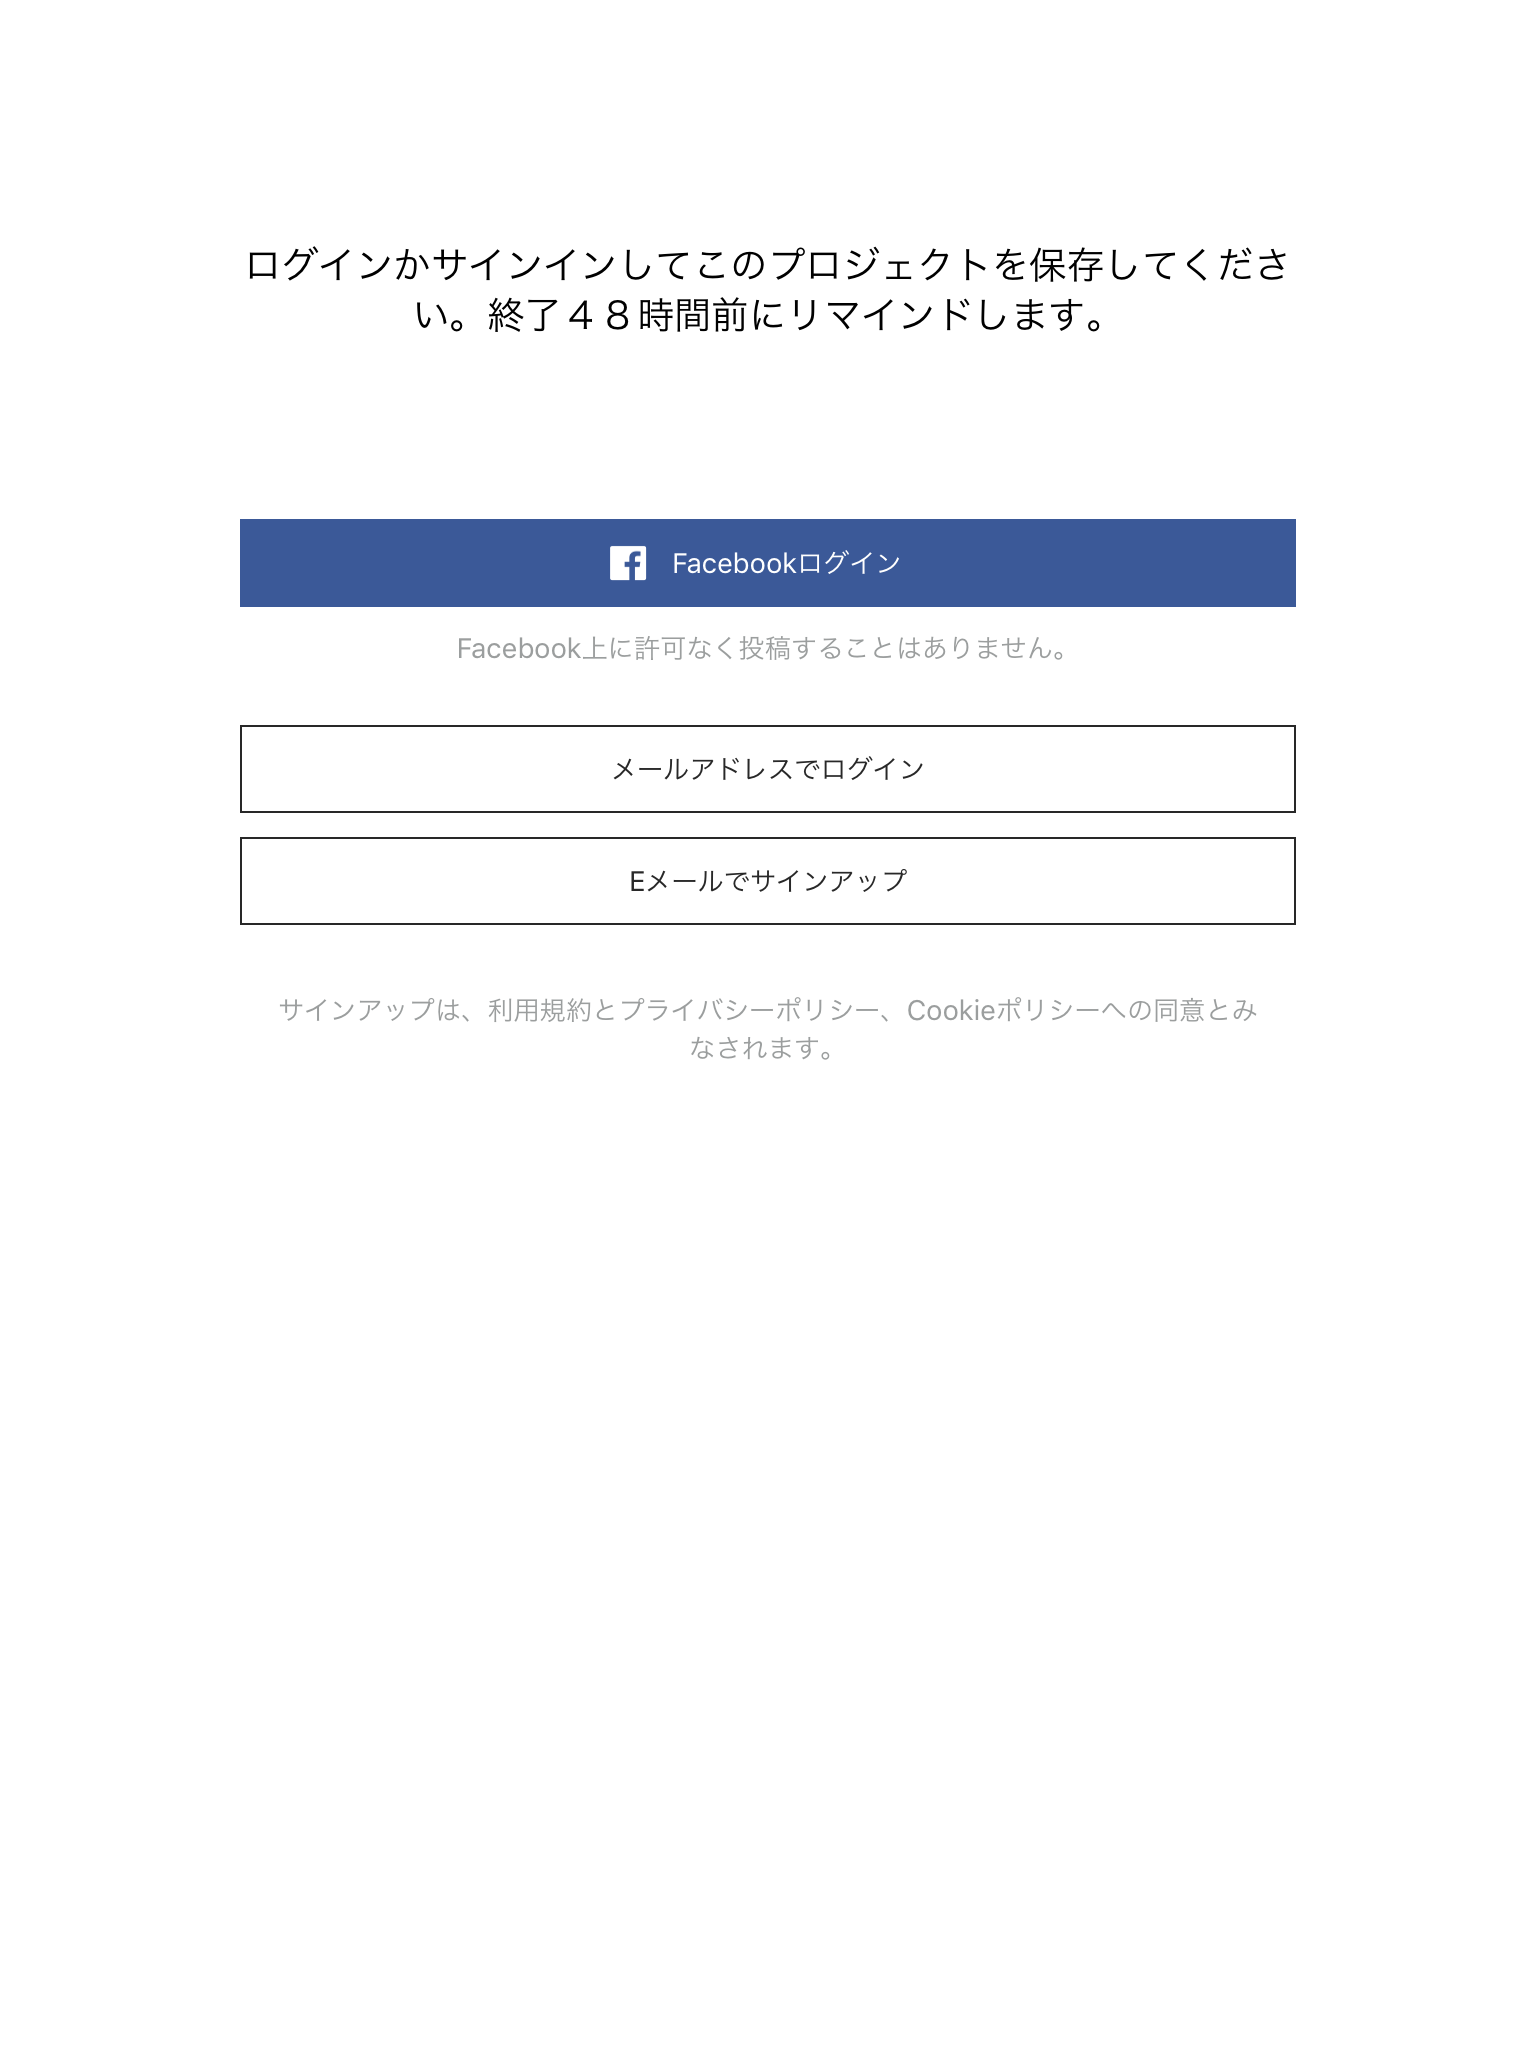 ログインかサインインしてこのプロジェクトを保存してくださ
い。終了４８時間前にリマインドします。
Facebookログイン
Facebook上に許可なく投稿することはありません。
メールアドレスでログイン
Eメールでサインアップ
サインアップは、利用規約とプライバシーポリシー、Cookieポリシーへの同意とみ
なされます。